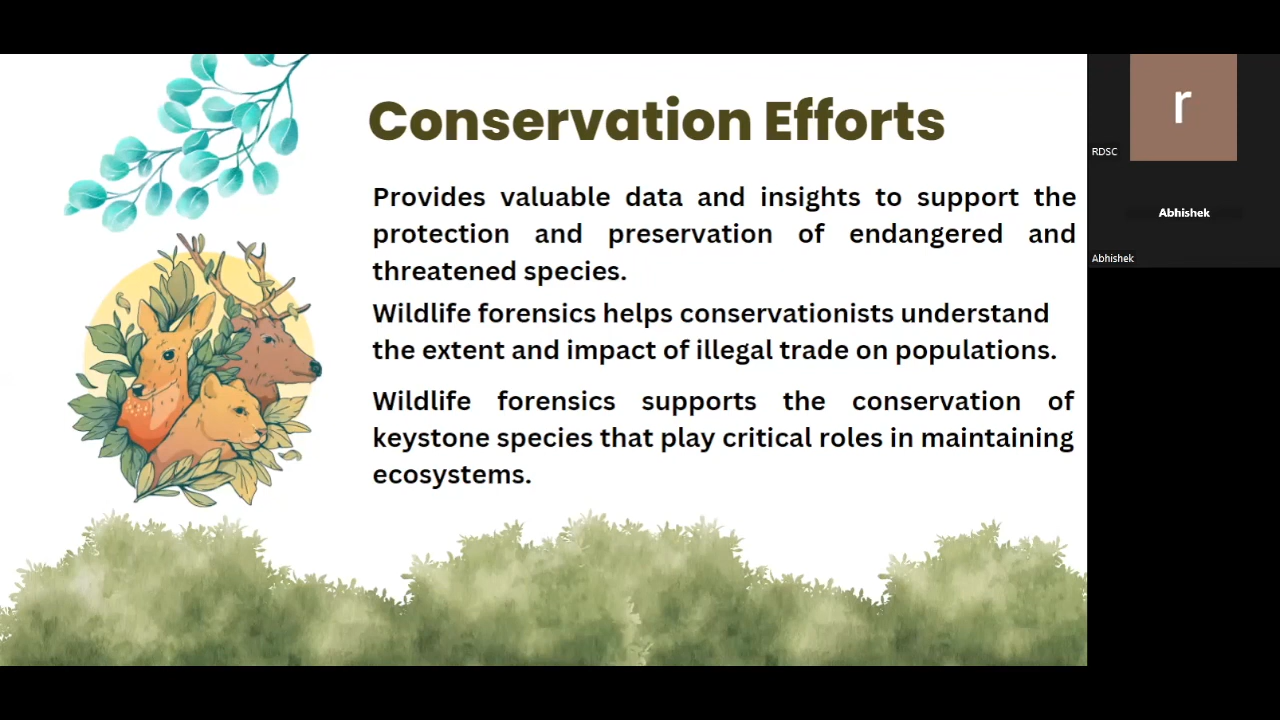 Conservation Efforts
Provides valuable data and insights to support the
protection and preservation of endangered and
threatened species.
Wildlife forensics helps conservationists understand
the extent and impact of illegal trade on populations.
Wildlife forensics supports the conservation of
keystone species that play critical roles in maintaining
ecosystems.
r
RDSC
Abhishek
Abhishek